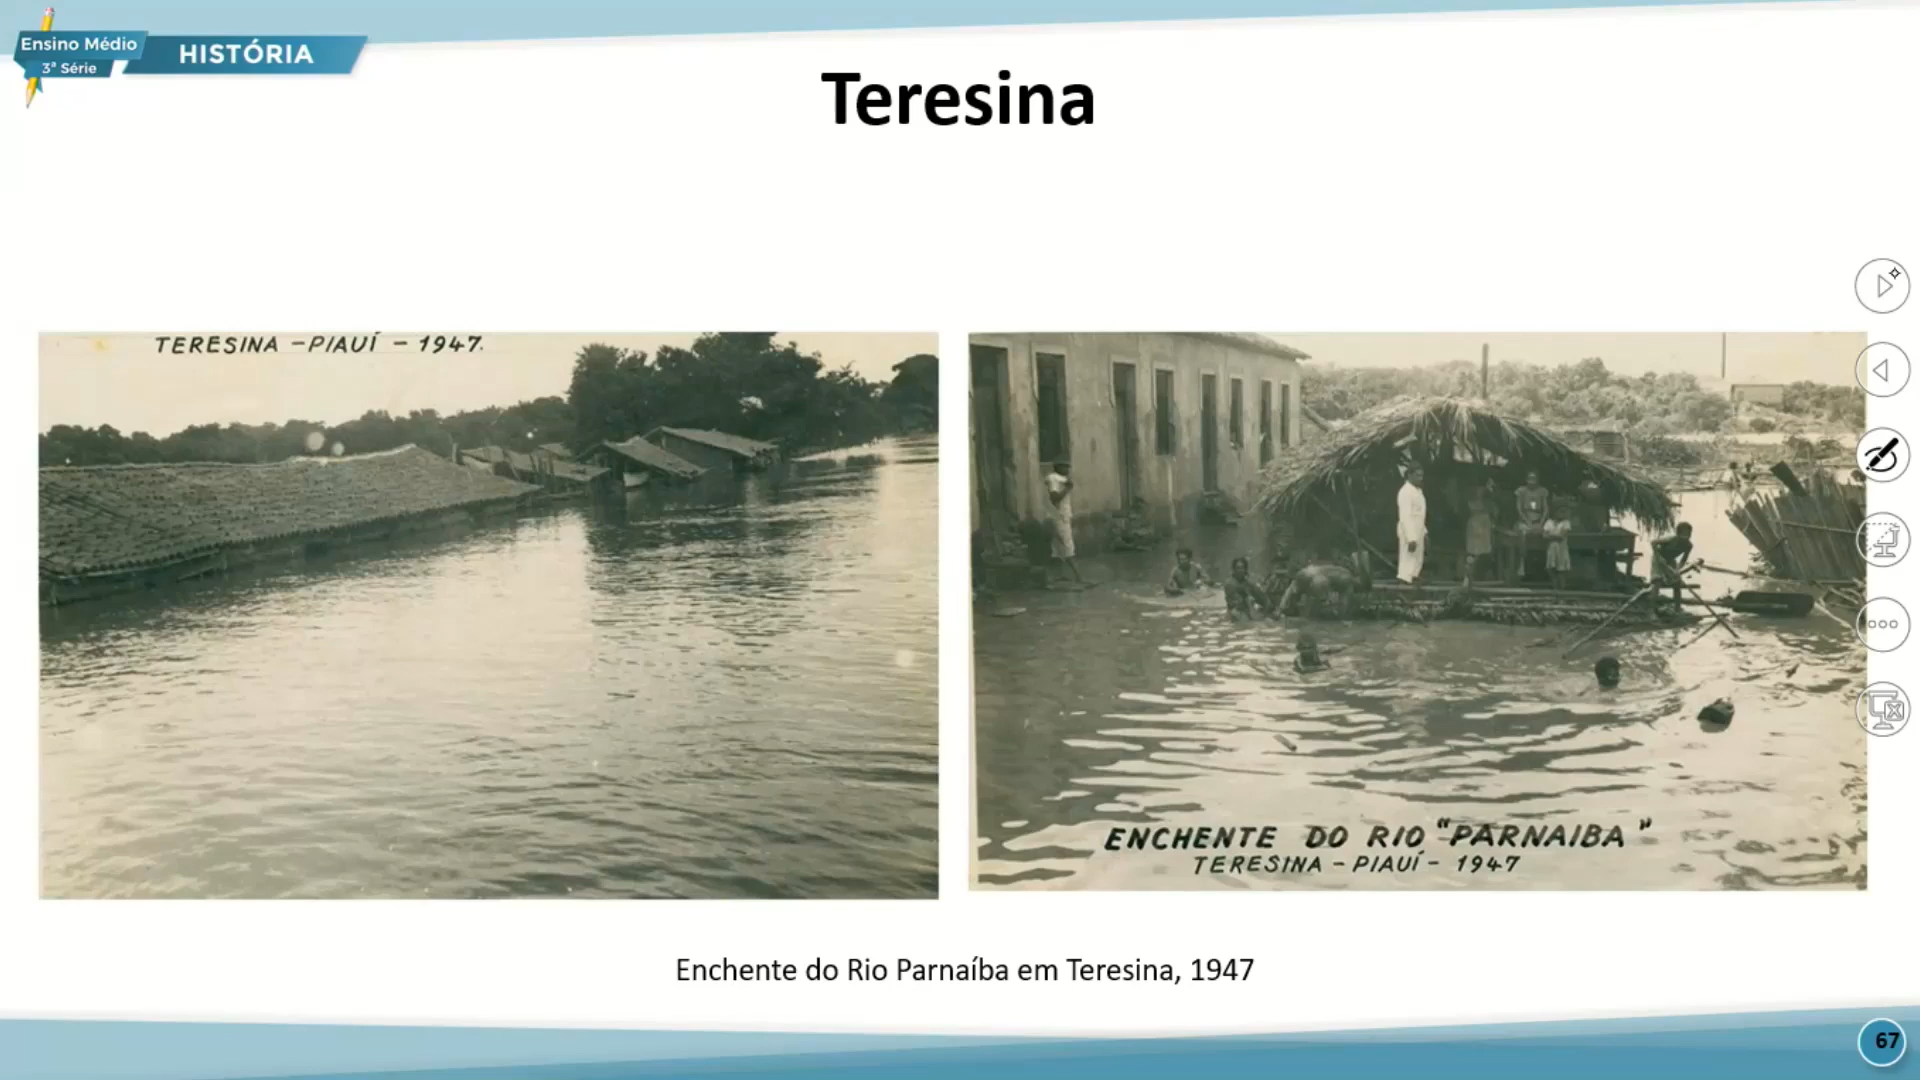 Ensino Médio
3ª Série
HISTÓRIA
Teresina
TERESINA - PIAUÍ - 1947.
ENCHENTE DO RIO "PARNAIBA"
TERESINA - PIAUÍ - 1947
Enchente do Rio Parnaíba em Teresina, 1947
67